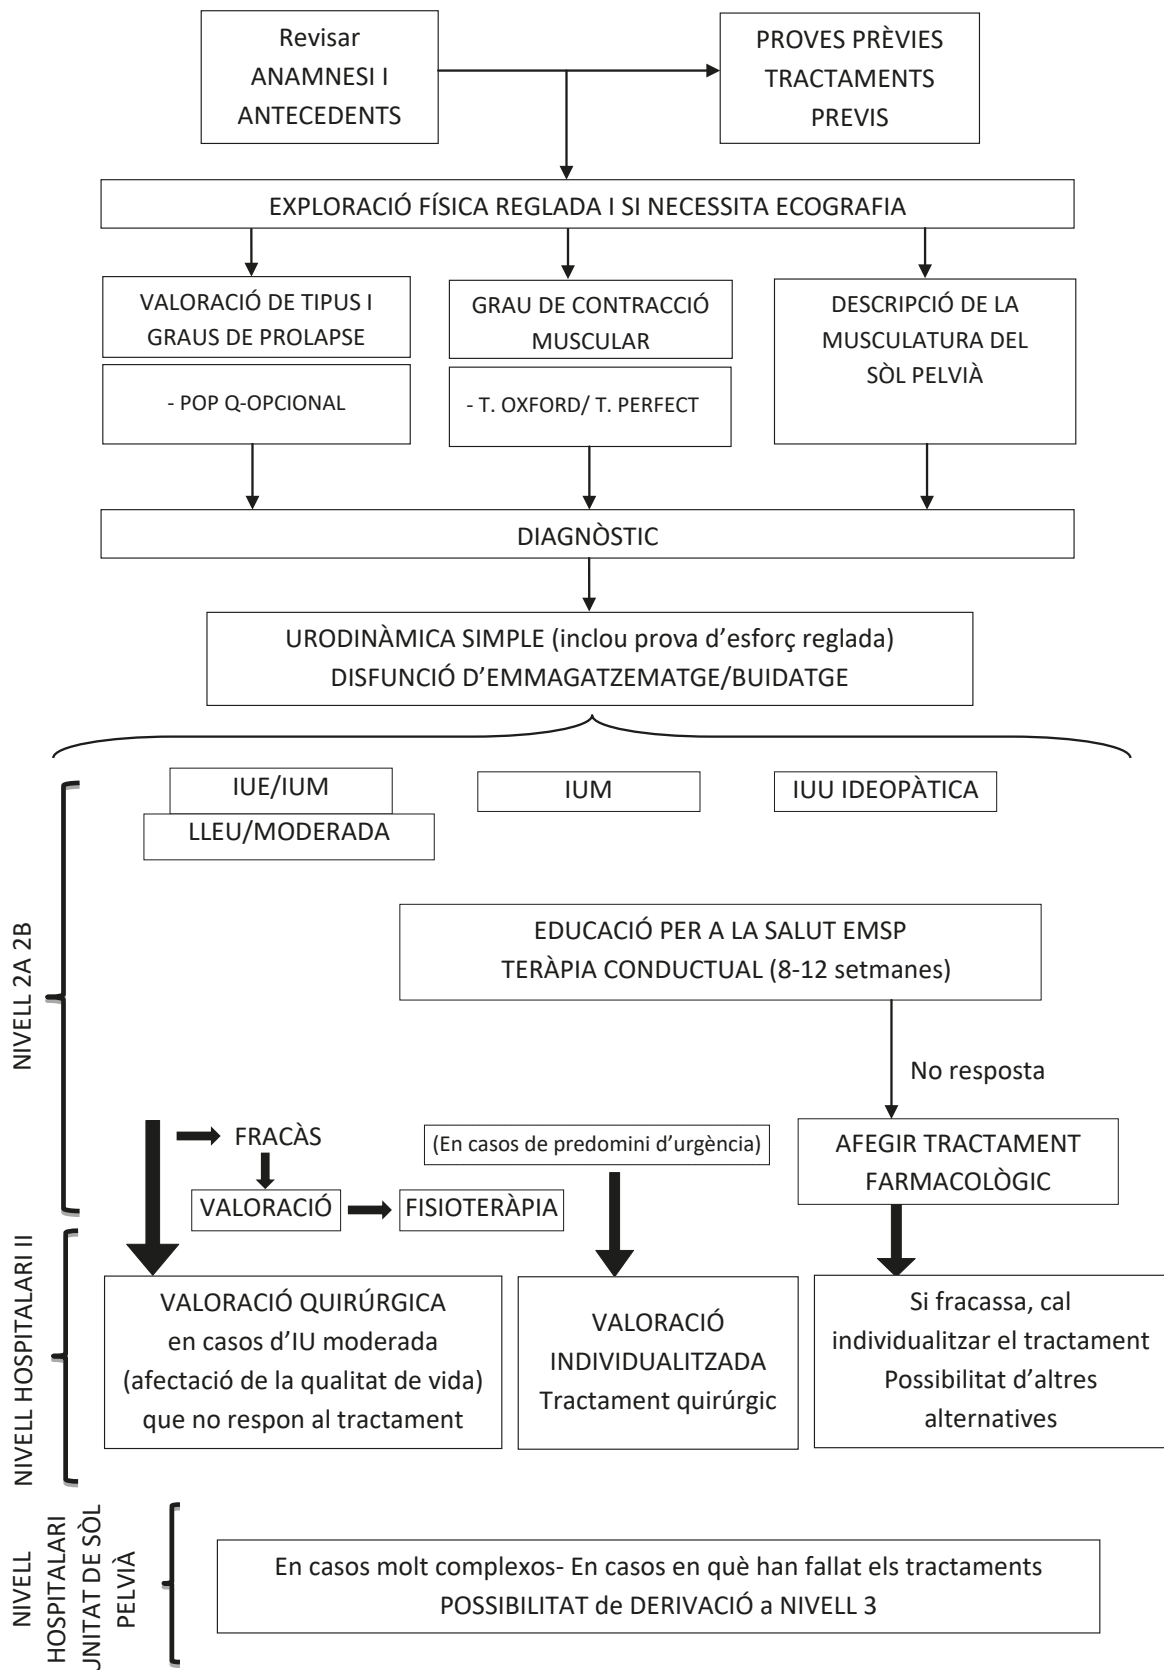 Revisar
ANAMNESI I
ANTECEDENTS
PROVES PRÈVIES
TRACTAMENTS
PREVIS
EXPLORACIÓ FÍSICA REGLADA I SI NECESSITA ECOGRAFIA
VALORACIÓ DE TIPUS I
GRAUS DE PROLAPSE
- POP Q-OPCIONAL
GRAU DE CONTRACCIÓ
MUSCULAR
- T. OXFORD/ T. PERFECT
DESCRIPCIÓ DE LA
MUSCULATURA DEL
SÒL PELVIÀ
DIAGNÒSTIC
URODINÀMICA SIMPLE (inclou prova d’esforç reglada)
DISFUNCIÓ D’EMMAGATZEMATGE/BUIDATGE
NIVELL 2A 2B
IUE/IUM
LLEU/MODERADA
IUM
IUU IDEOPÀTICA
EDUCACIÓ PER A LA SALUT EMSP
TERÀPIA CONDUCTUAL (8-12 setmanes)
No resposta
FRACÀS
VALORACIÓ
FISIOTERÀPIA
(En casos de predomini d’urgència)
AFEGIR TRACTAMENT
FARMACOLÒGIC
NIVELL HOSPITALARI II
VALORACIÓ QUIRÚRGICA
en casos d’IU moderada
(afectació de la qualitat de vida)
que no respon al tractament
VALORACIÓ
INDIVIDUALITZADA
Tractament quirúrgic
Si fracassa, cal
individualitzar el tractament
Possibilitat d’altres
alternatives
NIVELL
HOSPITALARI
UNITAT DE SÒL
PELVIÀ
En casos molt complexos- En casos en què han fallat els tractaments
POSSIBILITAT de DERIVACIÓ a NIVELL 3